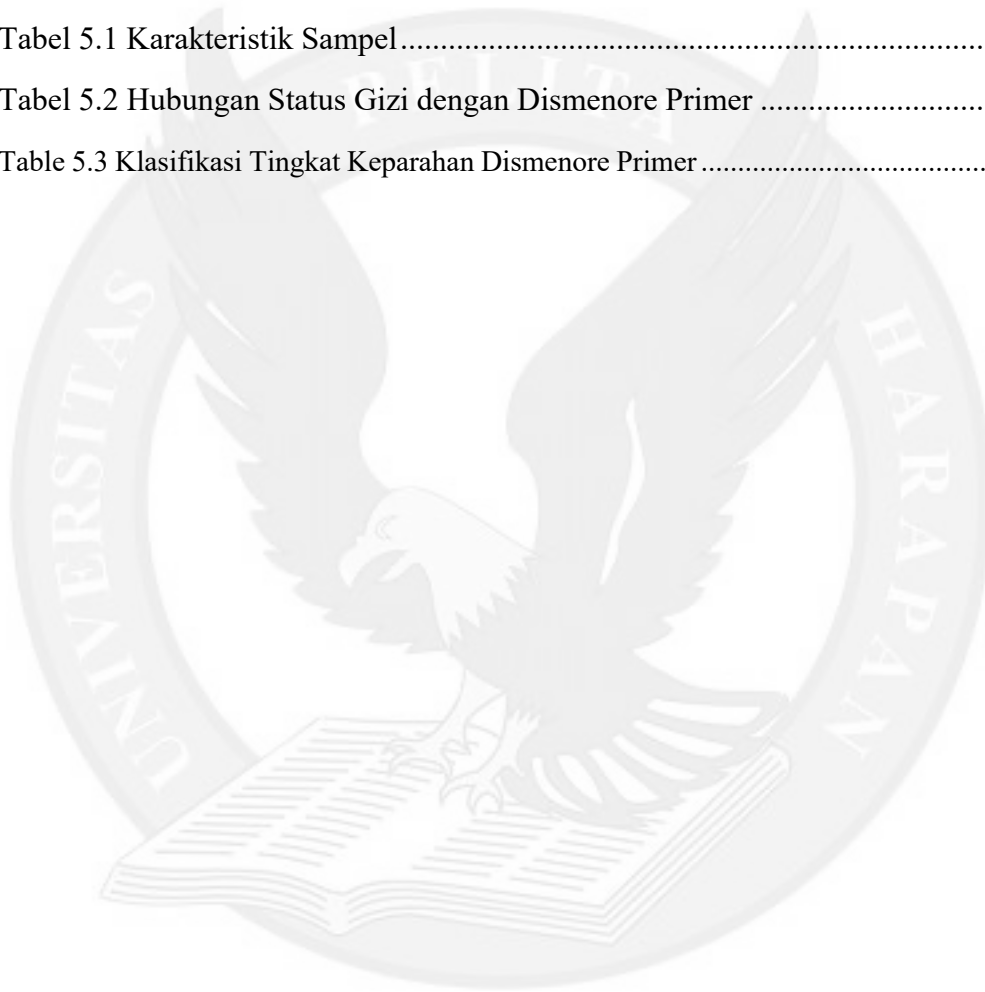 Tabel 5.1 Karakteristik Sampel........................................................................
Tabel 5.2 Hubungan Status Gizi dengan Dismenore Primer ...........................
Table 5.3 Klasifikasi Tingkat Keparahan Dismenore Primer.......................................
UNIVERSITAS PELITA HARAPAN